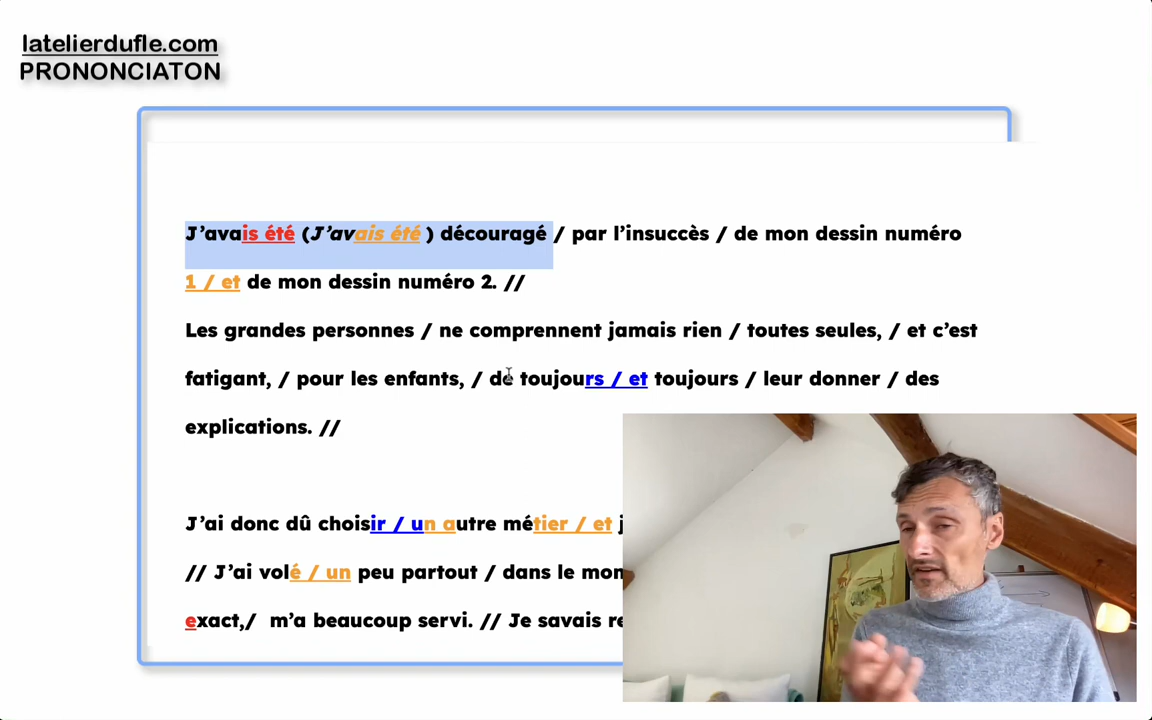 latelierdufle.com
PRONONCIATON
J’avais été (J’avais été ) découragé / par l’insuccès / de mon dessin numéro
1 / et de mon dessin numéro 2. //
Les grandes personnes / ne comprennent jamais rien / toutes seules, / et c’est
fatigant, / pour les enfants, / de toujours / et toujours / leur donner / des
explications. //
J’ai donc dû choisir / un autre métier / et
// J’ai volé / un peu partout / dans le
exact,/ m’a beaucoup servi. // Je savais